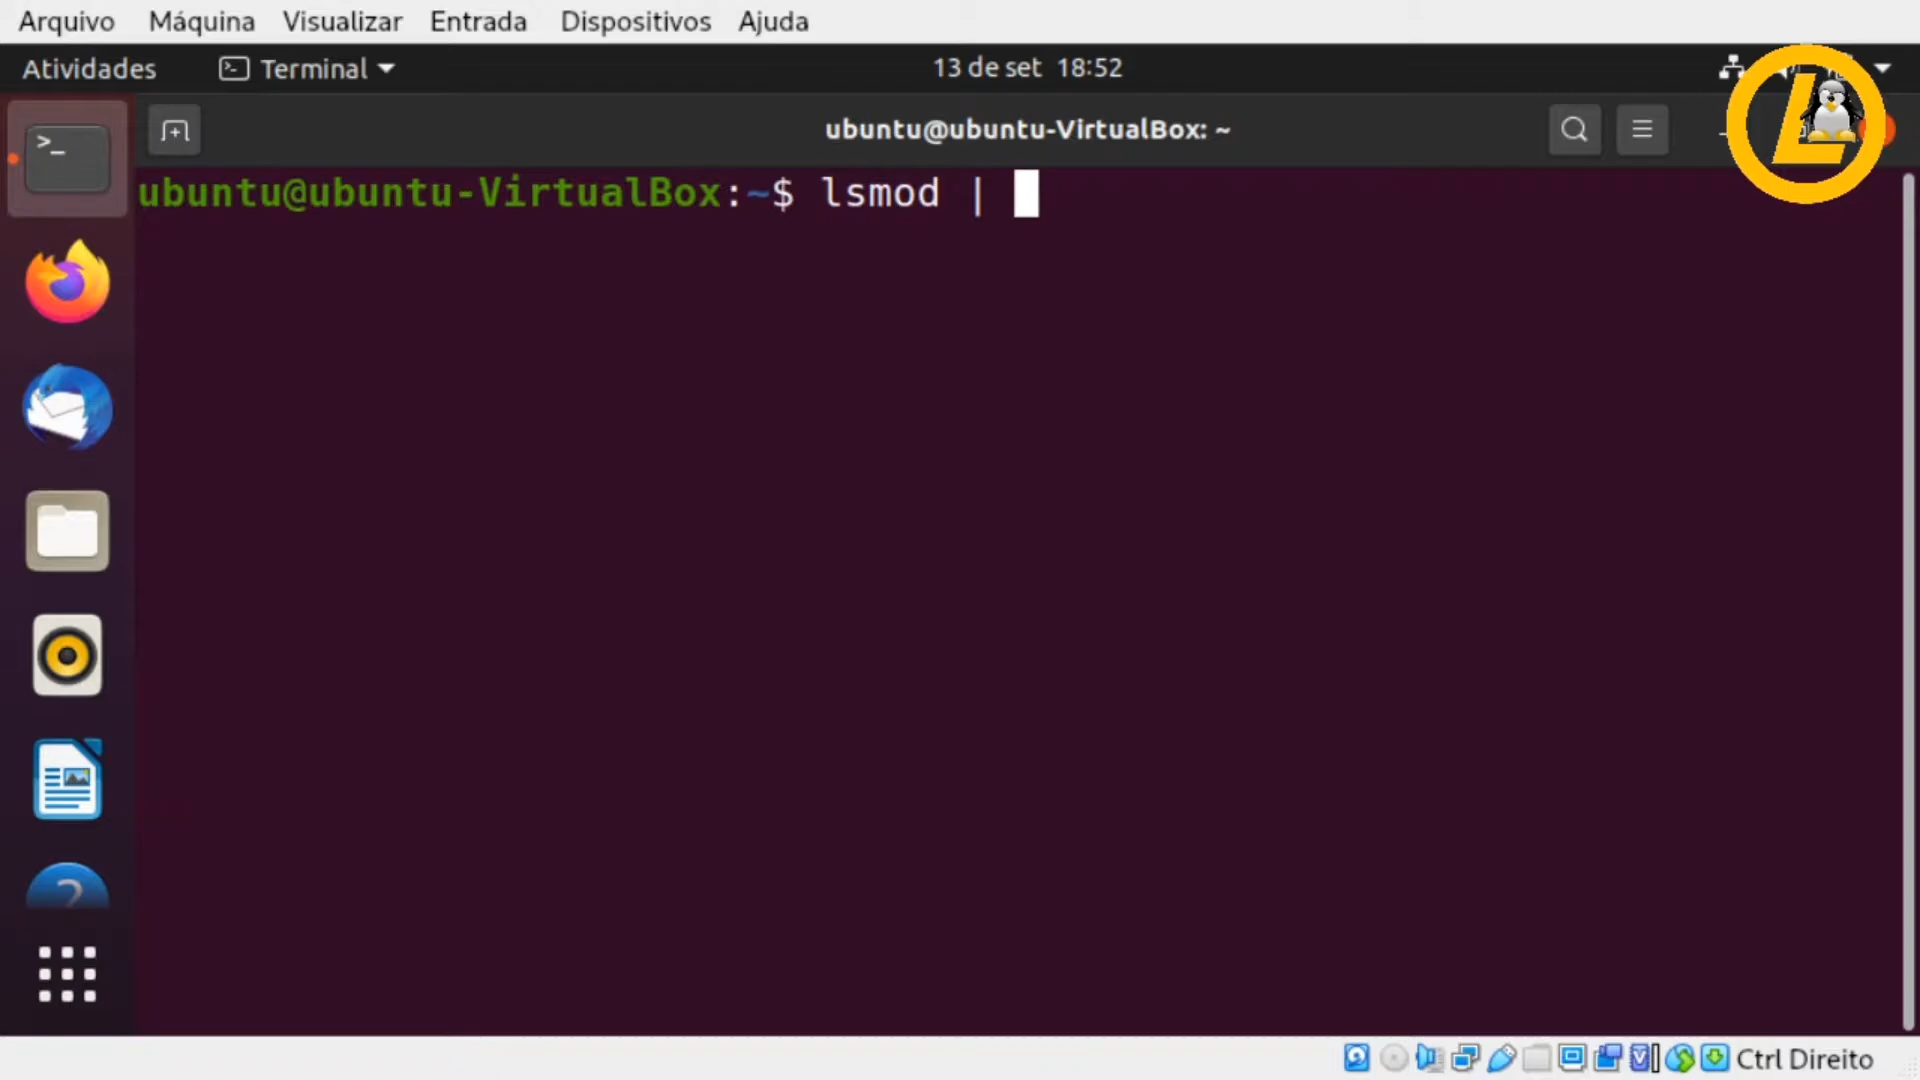 Arquivo Máquina Visualizar Entrada Dispositivos Ajuda
Atividades Terminal 13 de set 18:52
ubuntu@ubuntu-VirtualBox: ~
ubuntu@ubuntu-VirtualBox:~$ lsmod |
Ctrl Direito